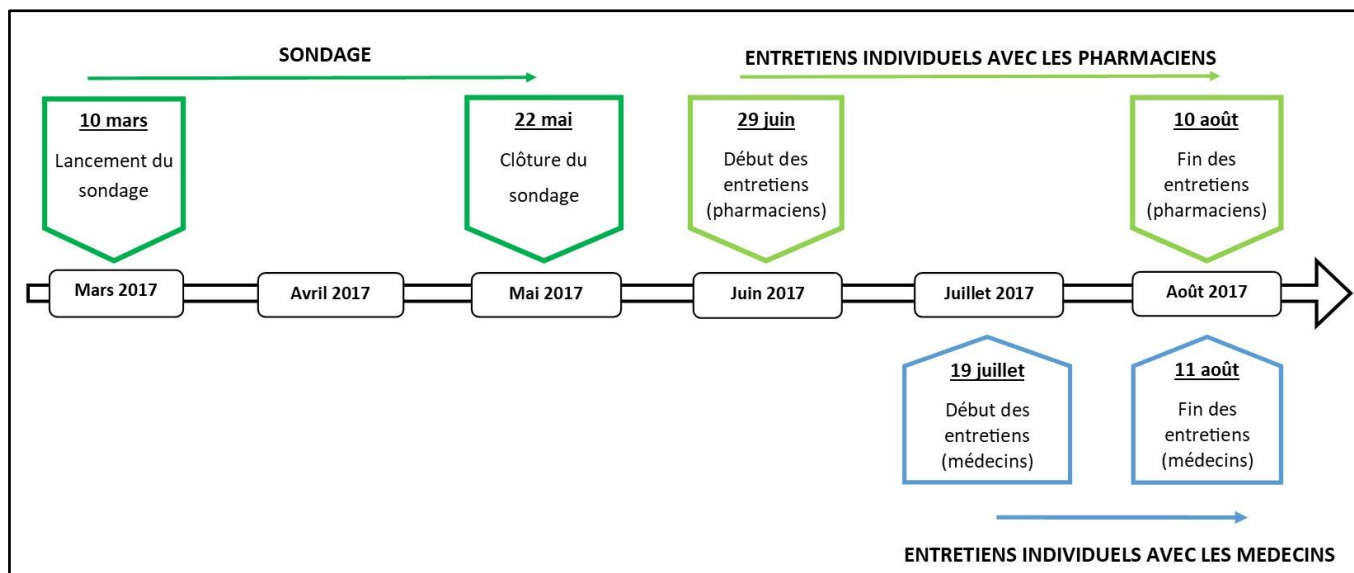 SONDAGE
ENTRETIENS INDIVIDUELS AVEC LES PHARMACIENS
10 mars
Lancement du
sondage
22 mai
Clôture du
sondage
29 juin
Début des
entretiens
(pharmaciens)
10 août
Fin des
entretiens
(pharmaciens)
Mars 2017
Avril 2017
Mai 2017
Juin 2017
Juillet 2017
Août 2017
19 juillet
Début des
entretiens
(médecins)
11 août
Fin des
entretiens
(médecins)
ENTRETIENS INDIVIDUELS AVEC LES MEDECINS